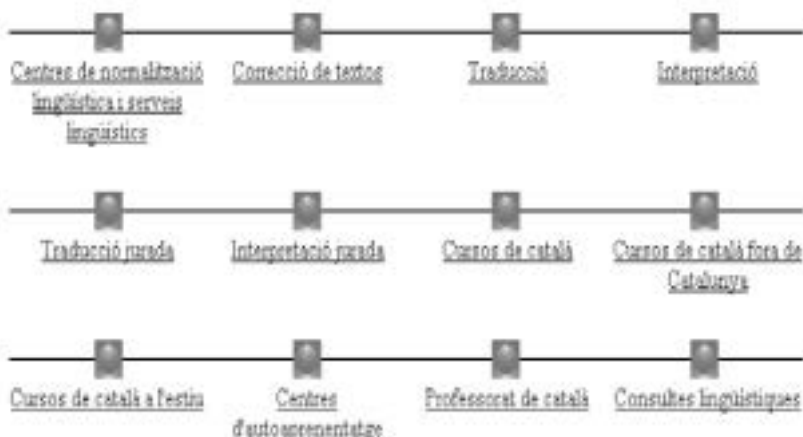 Centres de normalització Correcció de textos Traducció Interpretació
lingüística i serveis
lingüístics
Traducció jurada Interpretació jurada Cursos de català Cursos de català fora de
Catalunya
Cursos de català a l'estiu Centres Professorat de català Consultes lingüístiques
d'autoaprenentatge